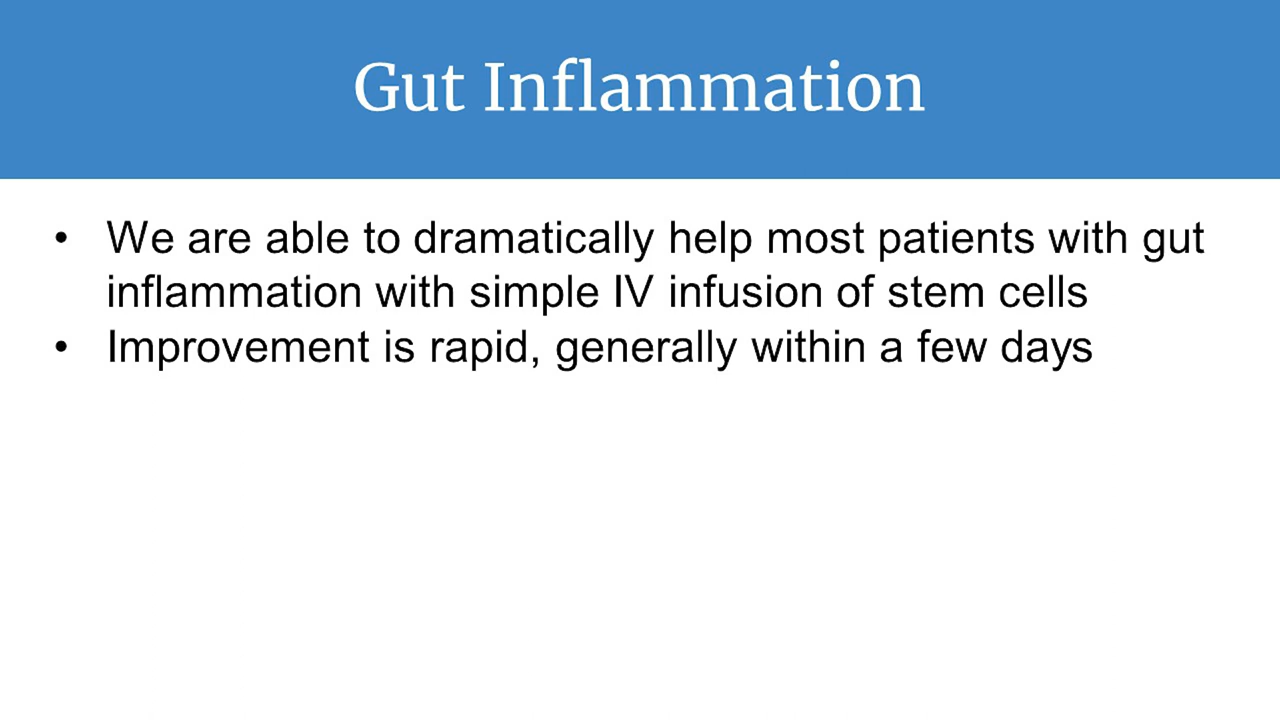 Gut Inflammation
• We are able to dramatically help most patients with gut
inflammation with simple IV infusion of stem cells
• Improvement is rapid, generally within a few days